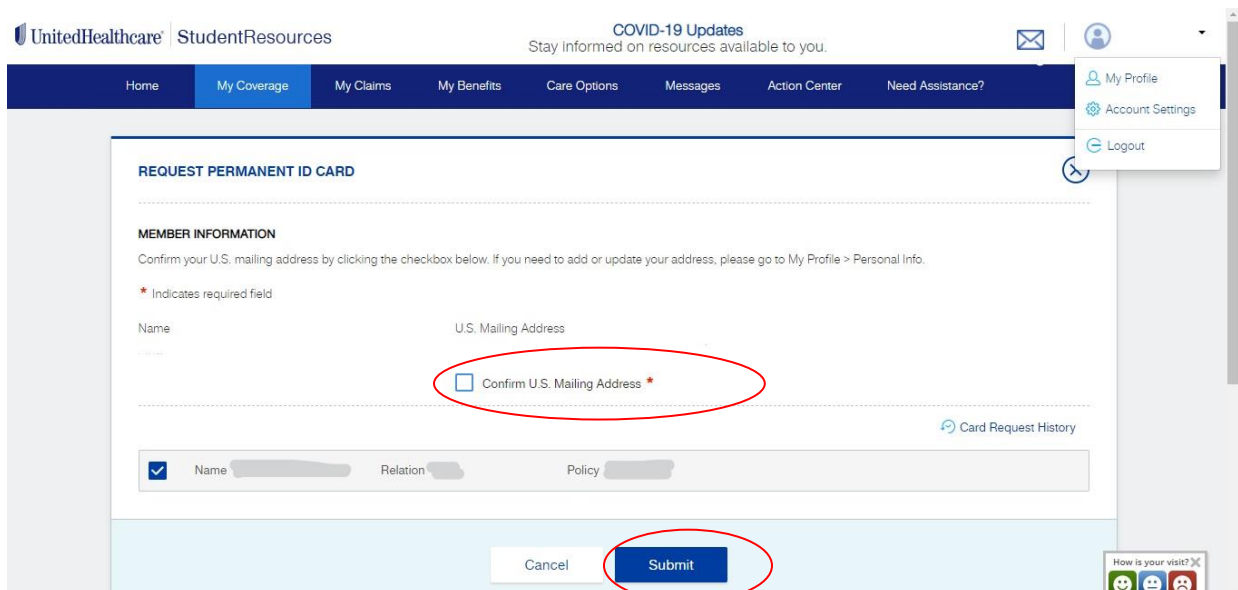 UnitedHealthcare StudentResources
COVID-19 Updates
Stay informed on resources available to you.
Home My Coverage My Claims My Benefits Care Options Messages Action Center Need Assistance?
My Profile
Account Settings
Logout
REQUEST PERMANENT ID CARD
MEMBER INFORMATION
Confirm your U.S. mailing address by clicking the checkbox below. If you need to add or update your address, please go to My Profile > Personal Info.
* Indicates required field
Name U.S. Mailing Address
Confirm U.S. Mailing Address *
Card Request History
Name Relation Policy
Cancel Submit
How is your visit?